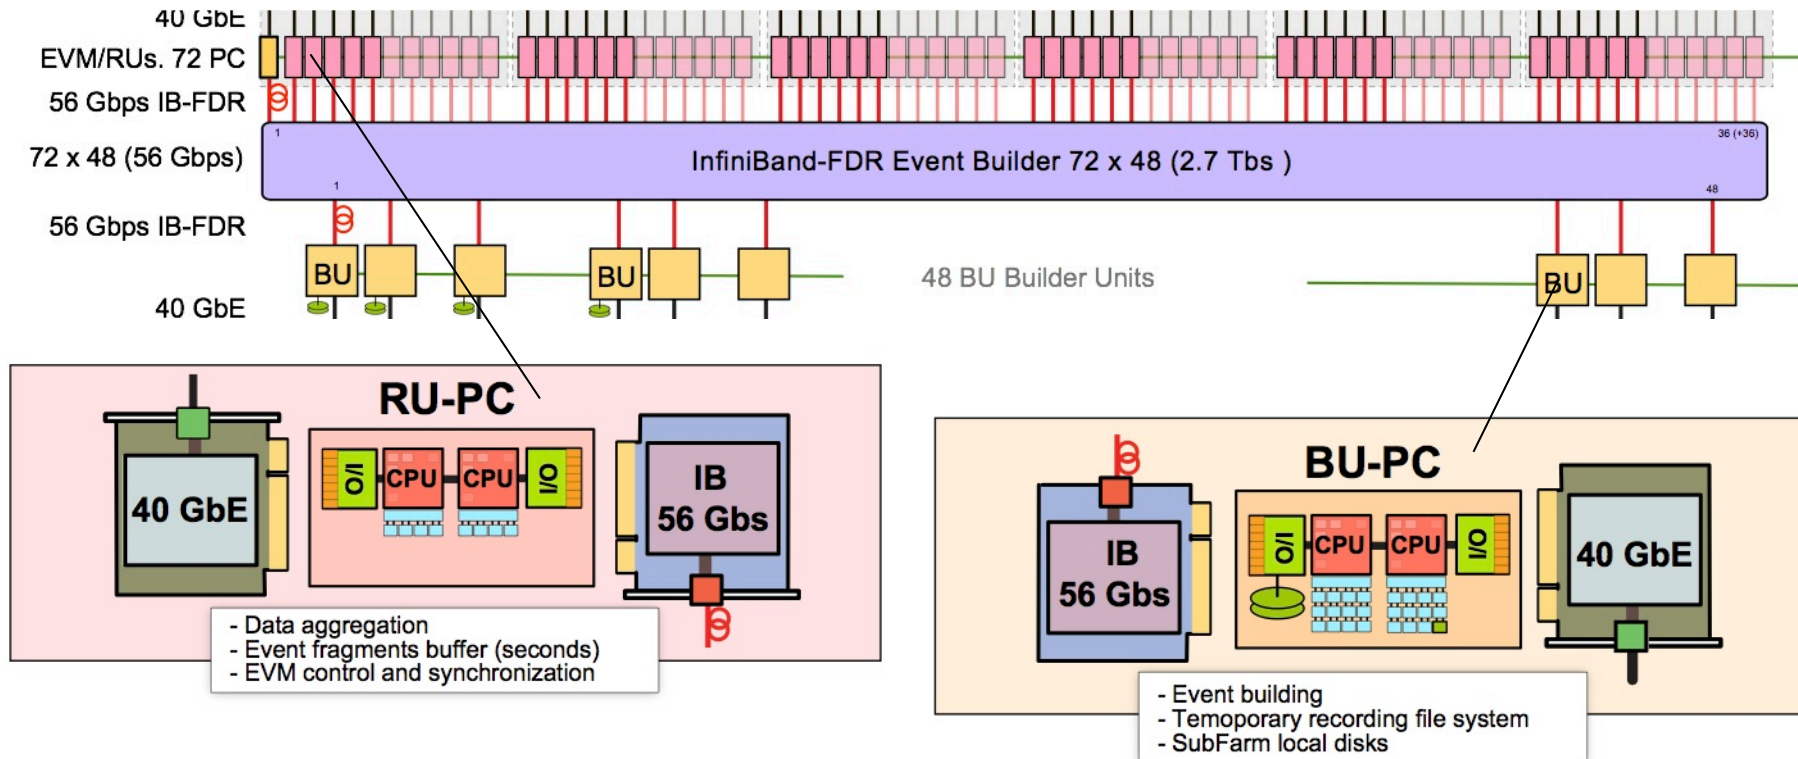 40 GbE
EVM/RUs. 72 PC
56 Gbps IB-FDR
1
36 (+36)
72 x 48 (56 Gbps)
InfiniBand-FDR Event Builder 72 x 48 (2.7 Tbs )
1
48
56 Gbps IB-FDR
BU
BU
48 BU Builder Units
BU
40 GbE
RU-PC
40 GbE
I/O
CPU
CPU
I/O
IB
56 Gbs
- Data aggregation
- Event fragments buffer (seconds)
- EVM control and synchronization
BU-PC
IB
56 Gbs
I/O
CPU
CPU
I/O
40 GbE
- Event building
- Temoporary recording file system
- SubFarm local disks